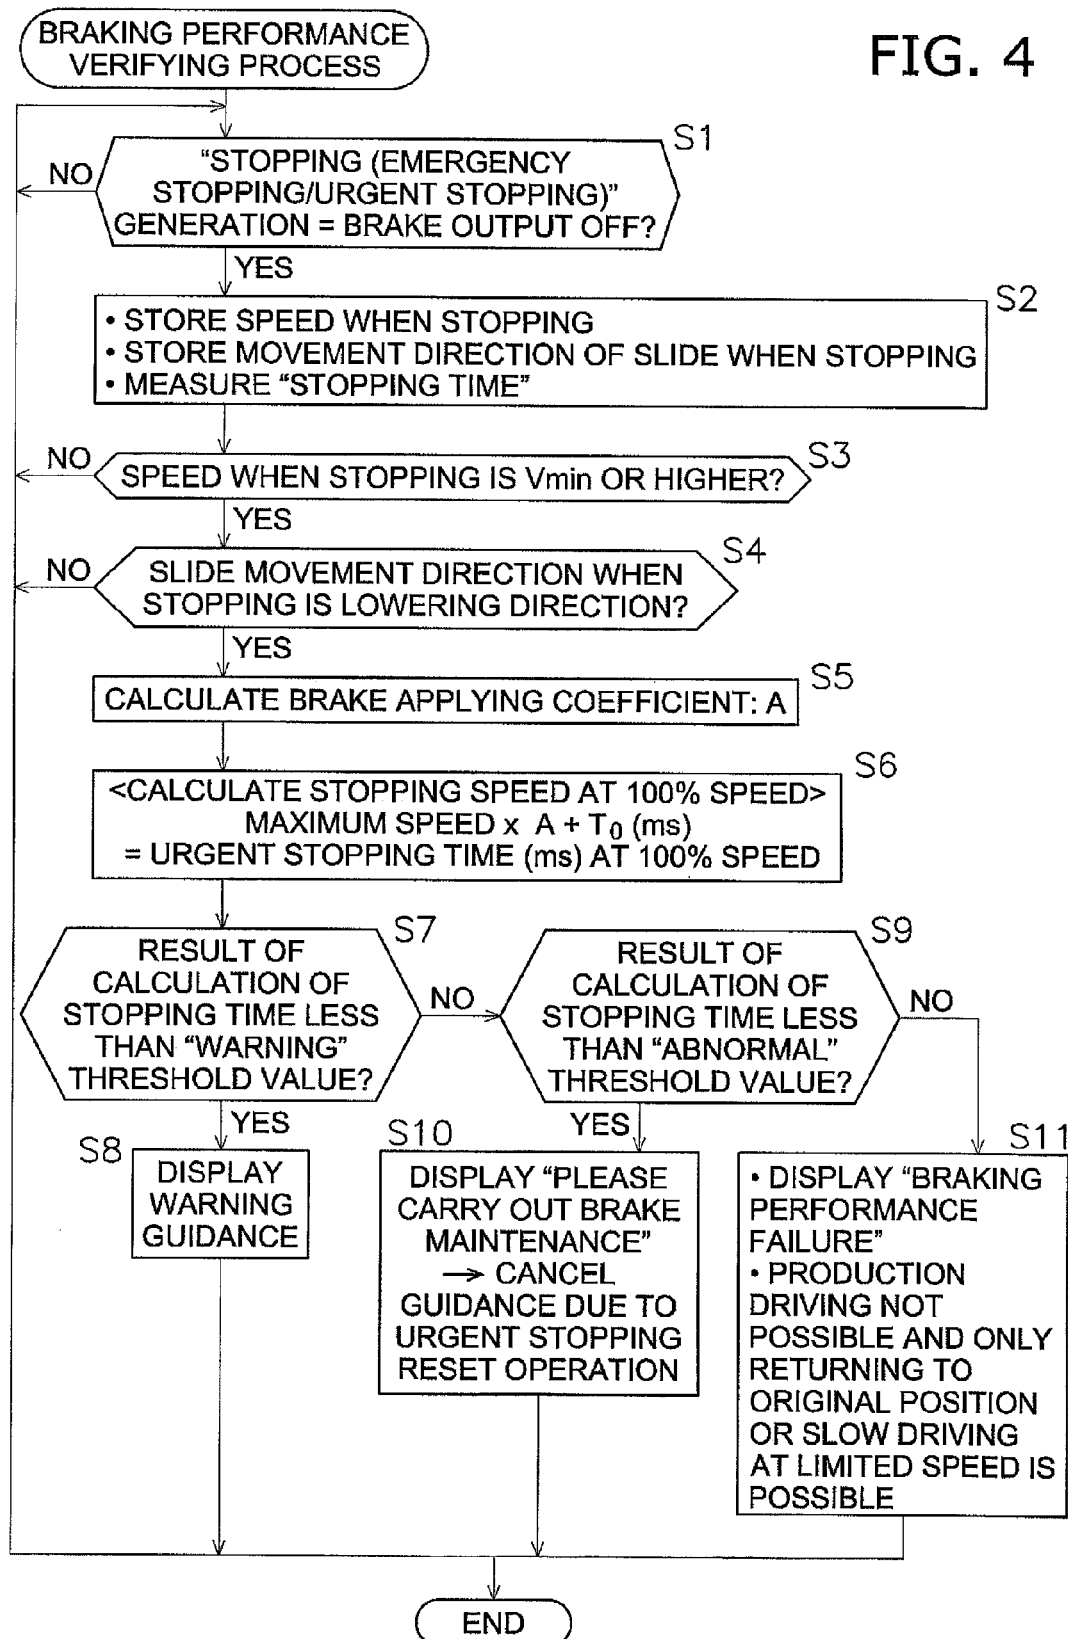 BRAKING PERFORMANCE
VERIFYING PROCESS
FIG. 4
S1
"STOPPING (EMERGENCY
STOPPING/URGENT STOPPING)"
GENERATION = BRAKE OUTPUT OFF?
NO
YES
S2
• STORE SPEED WHEN STOPPING
• STORE MOVEMENT DIRECTION OF SLIDE WHEN STOPPING
• MEASURE "STOPPING TIME"
S3
NO
SPEED WHEN STOPPING IS Vmin OR HIGHER?
YES
S4
NO
SLIDE MOVEMENT DIRECTION WHEN
STOPPING IS LOWERING DIRECTION?
YES
S5
CALCULATE BRAKE APPLYING COEFFICIENT: A
S6
<CALCULATE STOPPING SPEED AT 100% SPEED>
MAXIMUM SPEED x A + T0 (ms)
= URGENT STOPPING TIME (ms) AT 100% SPEED
S7
RESULT OF
CALCULATION OF
STOPPING TIME LESS
THAN "WARNING"
THRESHOLD VALUE?
NO
YES
S9
RESULT OF
CALCULATION OF
STOPPING TIME LESS
THAN "ABNORMAL"
THRESHOLD VALUE?
NO
YES
S8
DISPLAY
WARNING
GUIDANCE
S10
DISPLAY "PLEASE
CARRY OUT BRAKE
MAINTENANCE"
→ CANCEL
GUIDANCE DUE TO
URGENT STOPPING
RESET OPERATION
S11
• DISPLAY "BRAKING
PERFORMANCE
FAILURE"
• PRODUCTION
DRIVING NOT
POSSIBLE AND ONLY
RETURNING TO
ORIGINAL POSITION
OR SLOW DRIVING
AT LIMITED SPEED IS
POSSIBLE
END